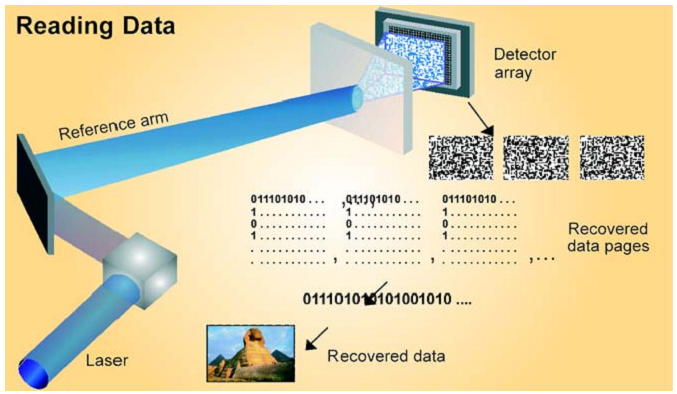 Reading Data
Detector
array
Reference arm
011101010 . . . 011101010 . . . 011101010 . . .
1 . . . . . . . . . . . 1 . . . . . . . . . . . 1 . . . . . . . . . . .
0 . . . . . . . . . . . 0 . . . . . . . . . . . 0 . . . . . . . . . . .
1 . . . . . . . . . . . 1 . . . . . . . . . . . 1 . . . . . . . . . . .
. . . . . . . . . . . . . . . . . . . . . . . . . . . . . . . . . . . .
. . . . . . . . . . . . , . . . . . . . . . . . . , . . . . . . . . . . . . , . . .
Recovered
data pages
011101010101001010 ....
Laser
Recovered data